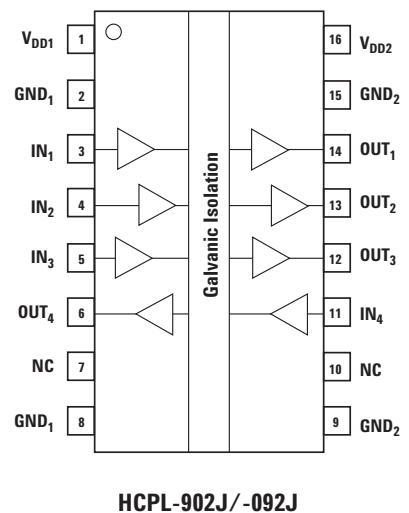 VDD1 1 16 VDD2
GND1 2 15 GND2
IN1 3 14 OUT1
IN2 4 13 OUT2
IN3 5 12 OUT3
OUT4 6 11 IN4
NC 7 10 NC
GND1 8 9 GND2
Galvanic Isolation
HCPL-902J/-092J